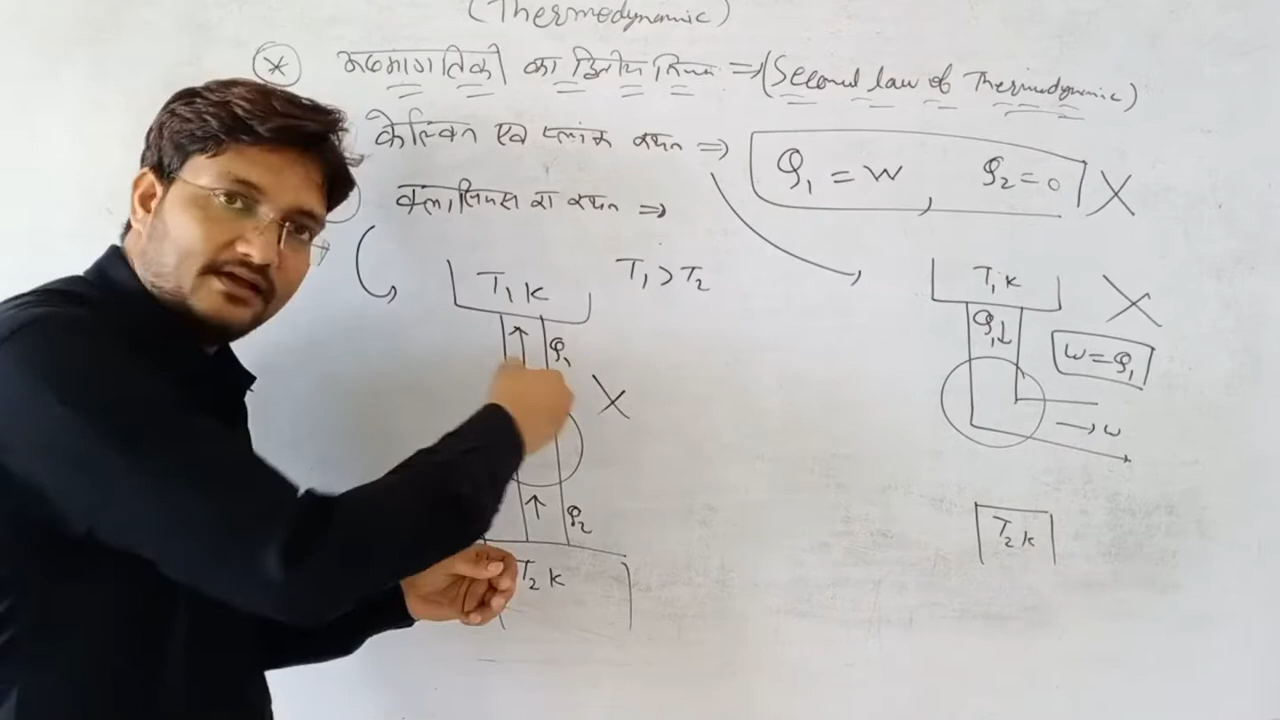 (Thermodynamic)
* ऊष्मागतिकी का द्वितीय नियम ⇒ (Second law of Thermodynamic)
केल्विन एवं प्लांक कथन ⇒ Q₁ = W , Q₂ = 0 X
क्लासियस का कथन ⇒
T₁ K T₁ > T₂
Q₁ X
Q₂
T₂ K
T₁ K X
Q₁↓ W = Q₁
→ W
T₂ K